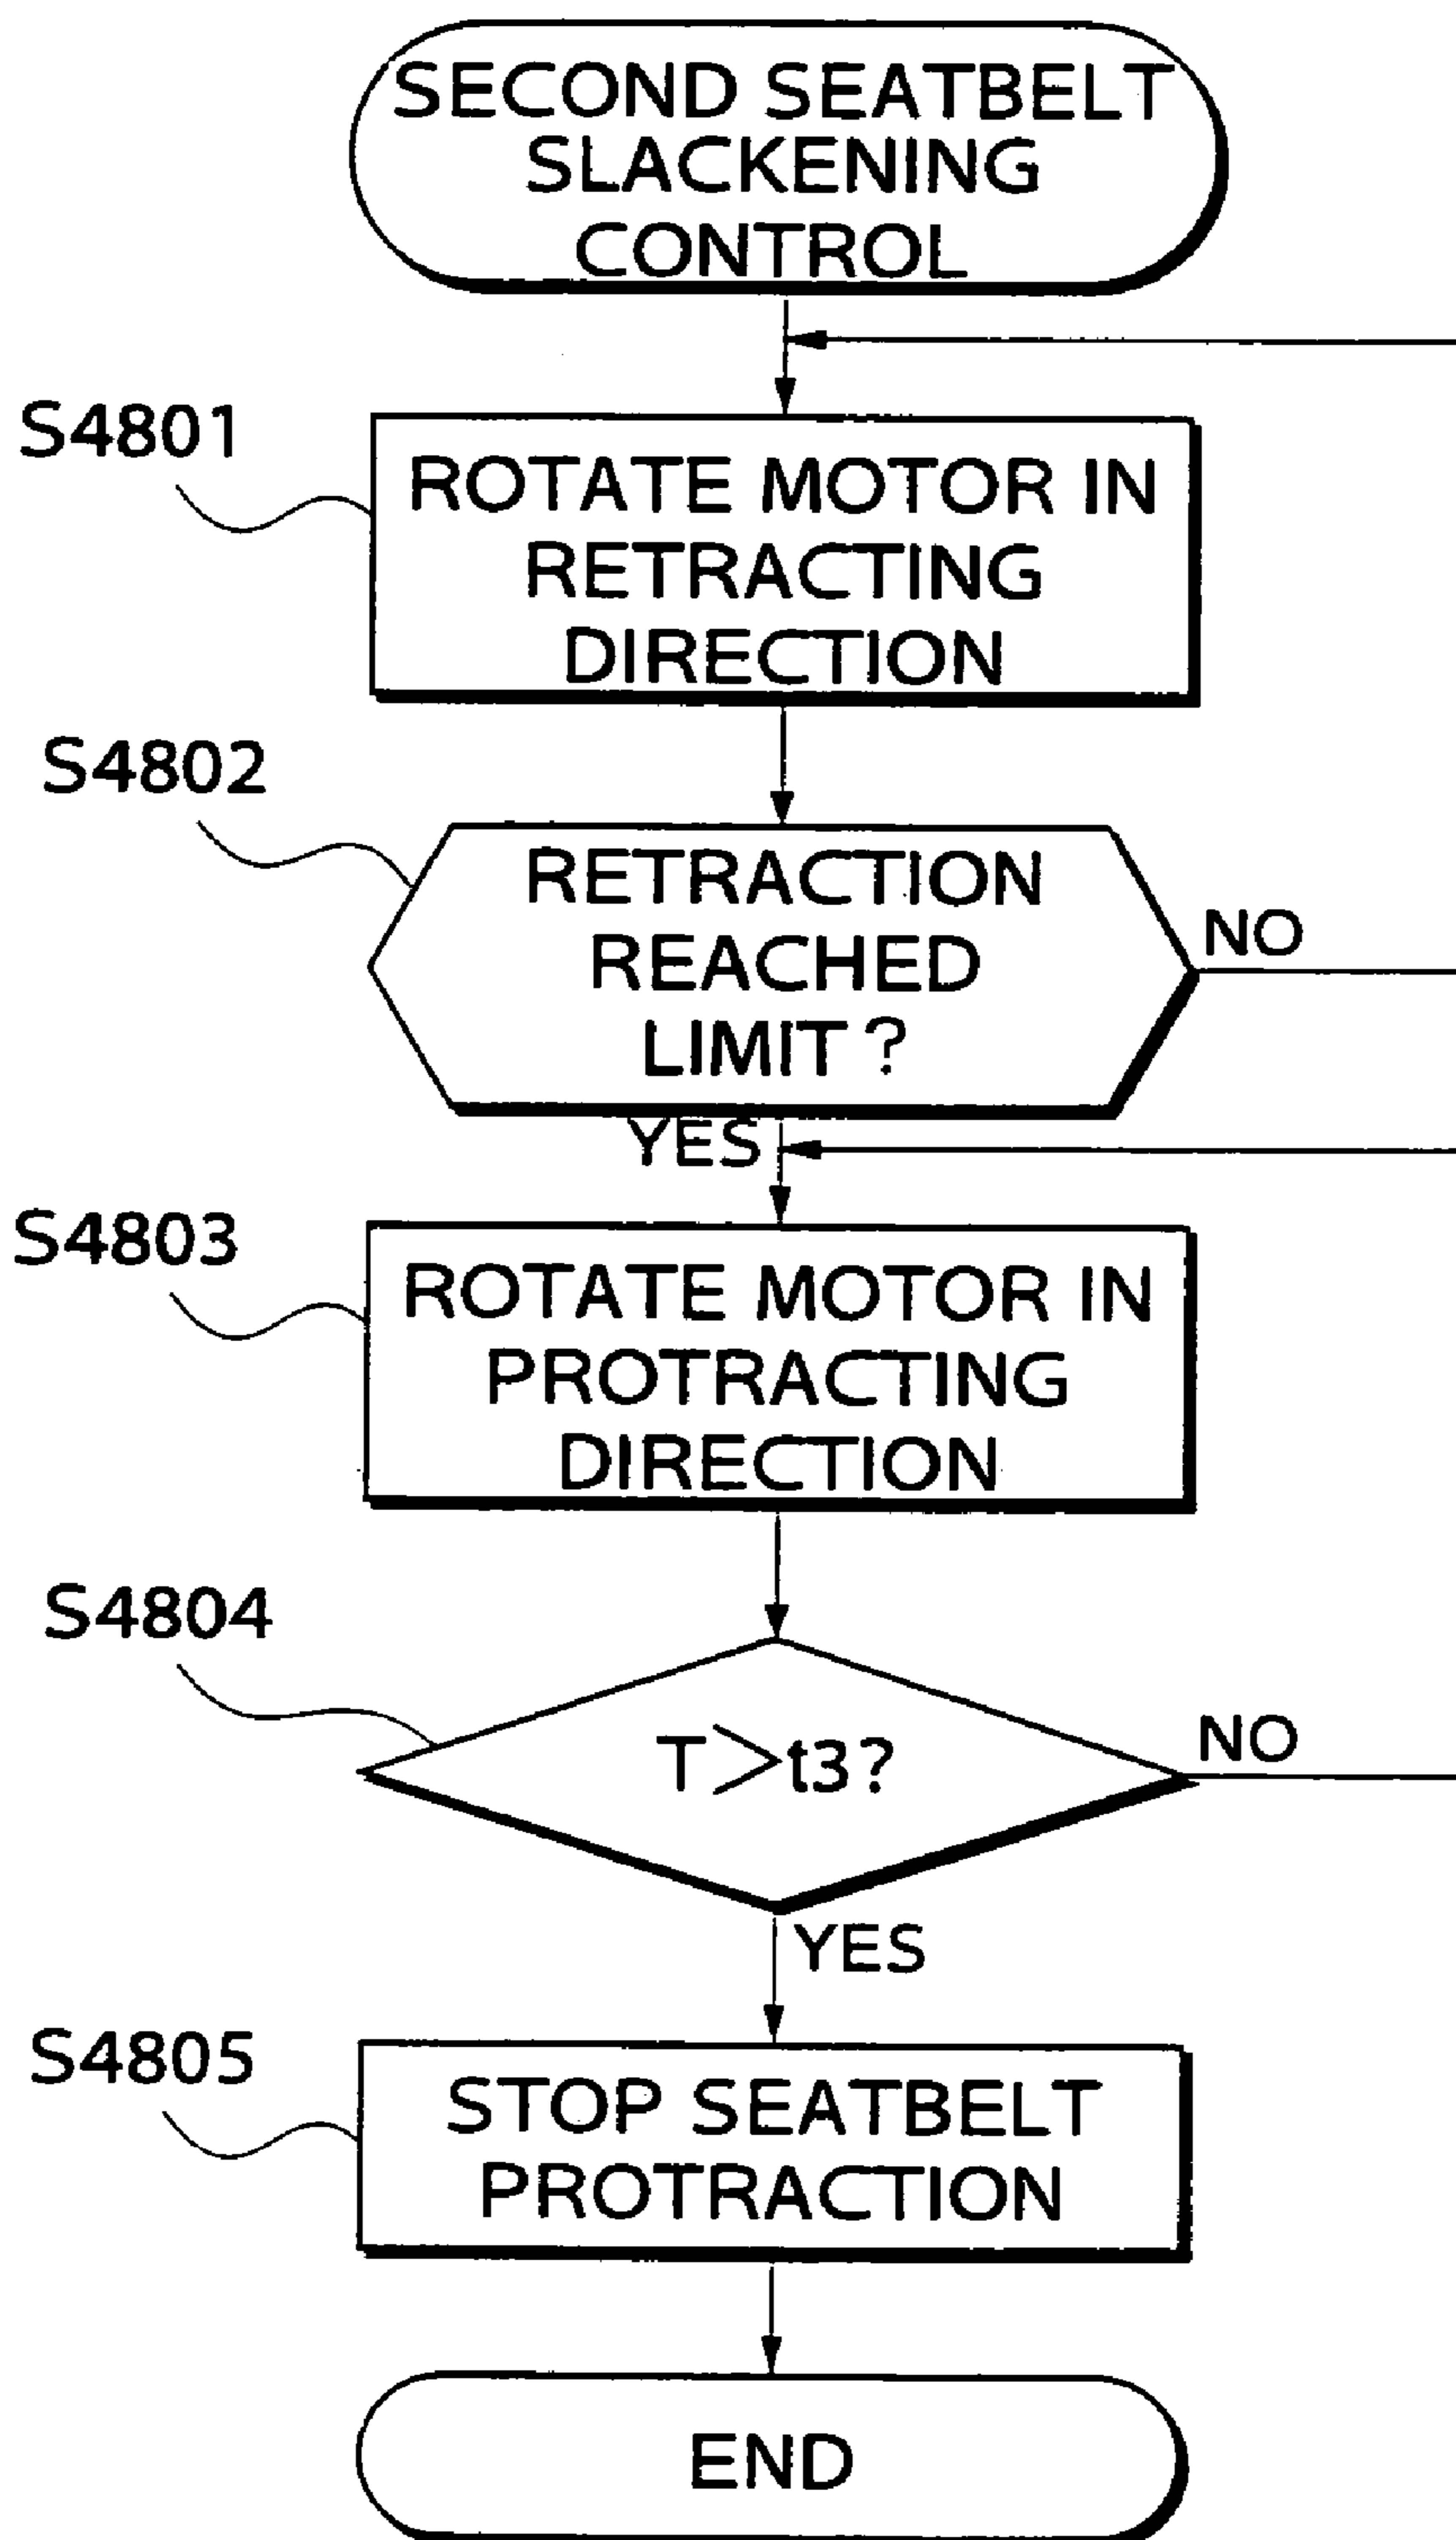 SECOND SEATBELT
SLACKENING
CONTROL
S4801
ROTATE MOTOR IN
RETRACTING
DIRECTION
S4802
RETRACTION
REACHED
LIMIT?
NO
YES
S4803
ROTATE MOTOR IN
PROTRACTING
DIRECTION
S4804
T>t3?
NO
YES
S4805
STOP SEATBELT
PROTRACTION
END